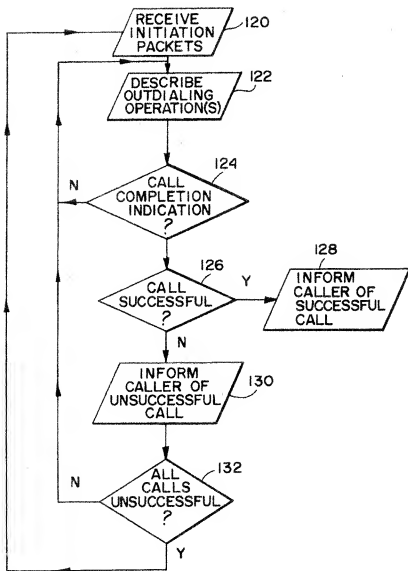 RECEIVE
INITIATION
PACKETS
120
DESCRIBE
OUTDIALING
OPERATION(S)
122
124
N
CALL
COMPLETION
INDICATION
?
126
CALL
SUCCESSFUL
?
Y
128
INFORM
CALLER OF
SUCCESSFUL
CALL
N
INFORM
CALLER OF
UNSUCCESSFUL
CALL
130
132
N
ALL
CALLS
UNSUCCESSFUL
?
Y